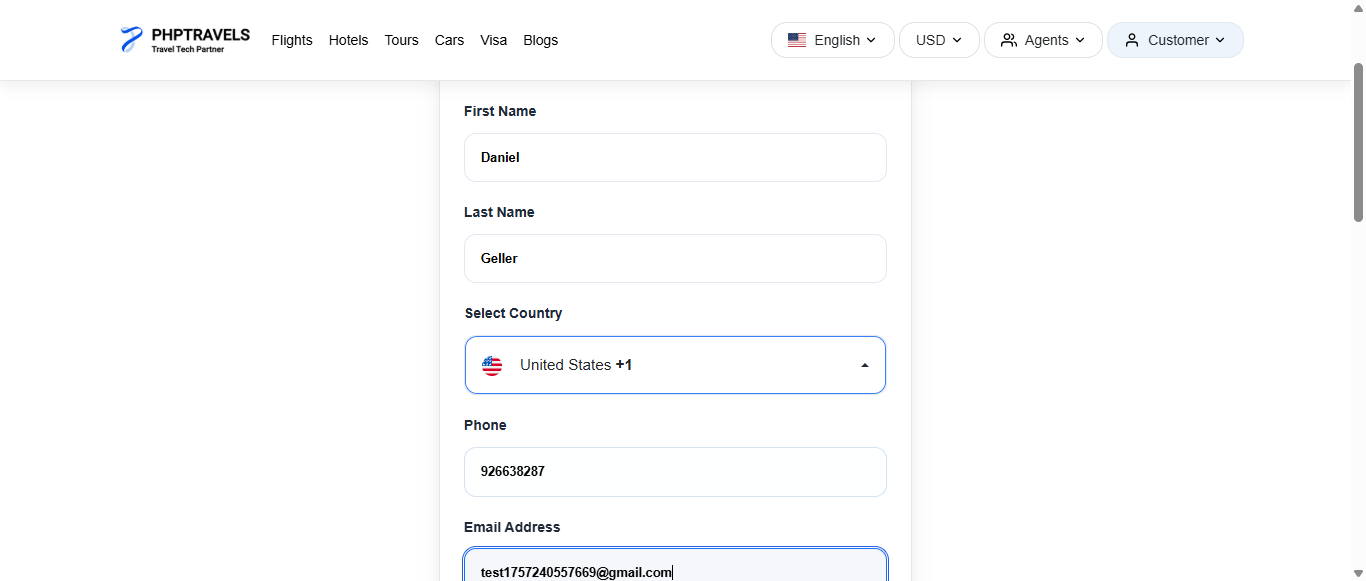 PHPTRAVELS
Travel Tech Partner
Flights Hotels Tours Cars Visa Blogs
English USD Agents Customer
First Name
Daniel
Last Name
Geller
Select Country
United States +1
Phone
926638287
Email Address
test1757240557669@gmail.com